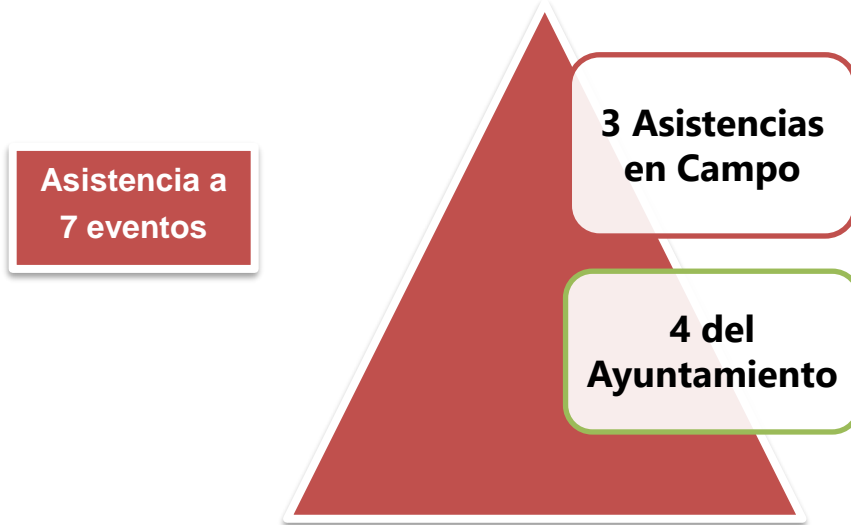 Asistencia a
7 eventos
3 Asistencias
en Campo
4 del
Ayuntamiento